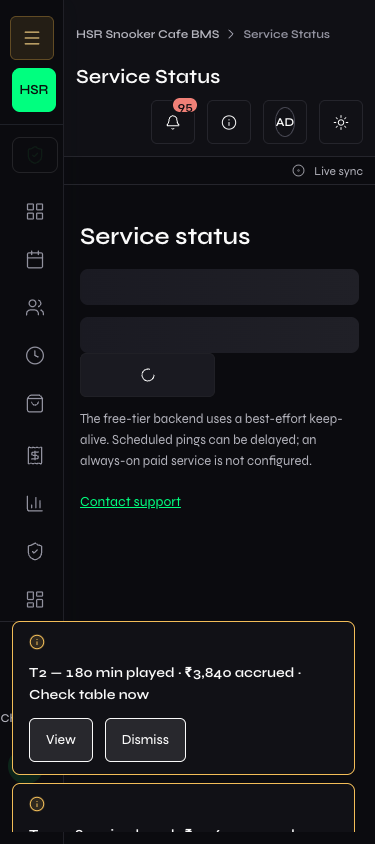 HSR Snooker Cafe BMS > Service Status
HSR
Service Status
95
AD
Live sync
Service status
The free-tier backend uses a best-effort keep-
alive. Scheduled pings can be delayed; an
always-on paid service is not configured.
Contact support
T2 — 180 min played · ₹3,840 accrued ·
Check table now
View Dismiss